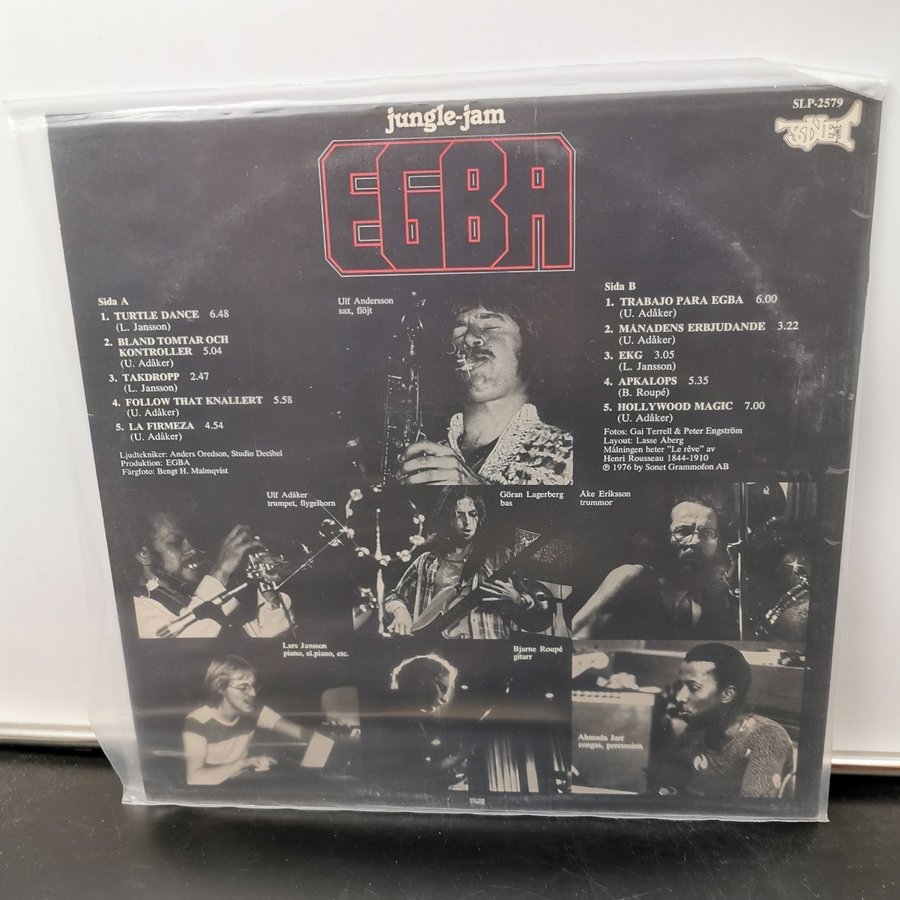 jungle-jam
EGBA
SLP-2579
SONET
Sida A
1. TURTLE DANCE 6.48
(L. Jansson)
2. BLAND TOMTAR OCH
KONTROLLER 5.04
(U. Adåker)
3. TAKDROPP 2.47
(L. Jansson)
4. FOLLOW THAT KNALLERT 5.58
(U. Adåker)
5. LA FIRMEZA 4.54
(U. Adåker)
Ljudtekniker: Anders Oredson, Studio Decibel
Produktion: EGBA
Färgfoto: Bengt H. Malmqvist
Ulf Andersson
sax, flöjt
Sida B
1. TRABAJO PARA EGBA 6.00
(U. Adåker)
2. MÅNADENS ERBJUDANDE 3.22
(U. Adåker)
3. EKG 3.05
(L. Jansson)
4. APKALOPS 5.35
(B. Roupé)
5. HOLLYWOOD MAGIC 7.00
(U. Adåker)
Fotos: Gai Terrell & Peter Engström
Layout: Lasse Åberg
Målningen heter "Le rêve" av
Henri Rousseau 1844-1910
℗ 1976 by Sonet Grammofon AB
Ulf Adåker
trumpet, flygelhorn
Göran Lagerberg
bas
Åke Eriksson
trummor
Lars Jansson
piano, el.piano, etc.
Bjarne Roupé
gitarr
Ahmadu Jarr
congas, percussion